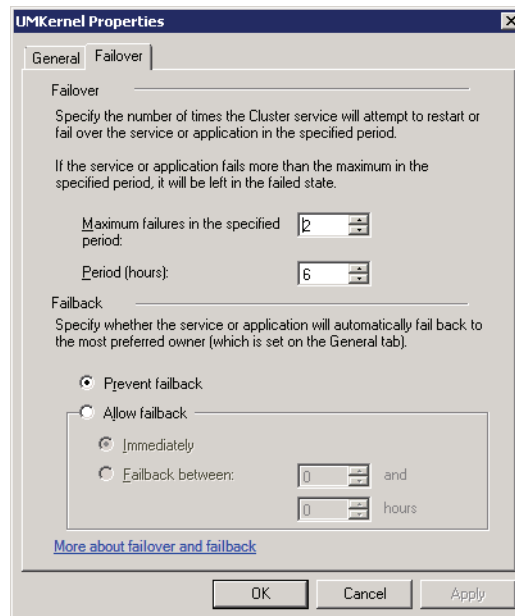 UMKernel Properties
General
Failover
Failover
Specify the number of times the Cluster service will attempt to restart or
fail over the service or application in the specified period.
If the service or application fails more than the maximum in the
specified period, it will be left in the failed state.
Maximum failures in the specified
period:
2
Period (hours):
6
Failback
Specify whether the service or application will automatically fail back to
the most preferred owner (which is set on the General tab).
Prevent failback
Allow failback
Immediately
Failback between:
0
and
0
hours
More about failover and failback
OK
Cancel
Apply